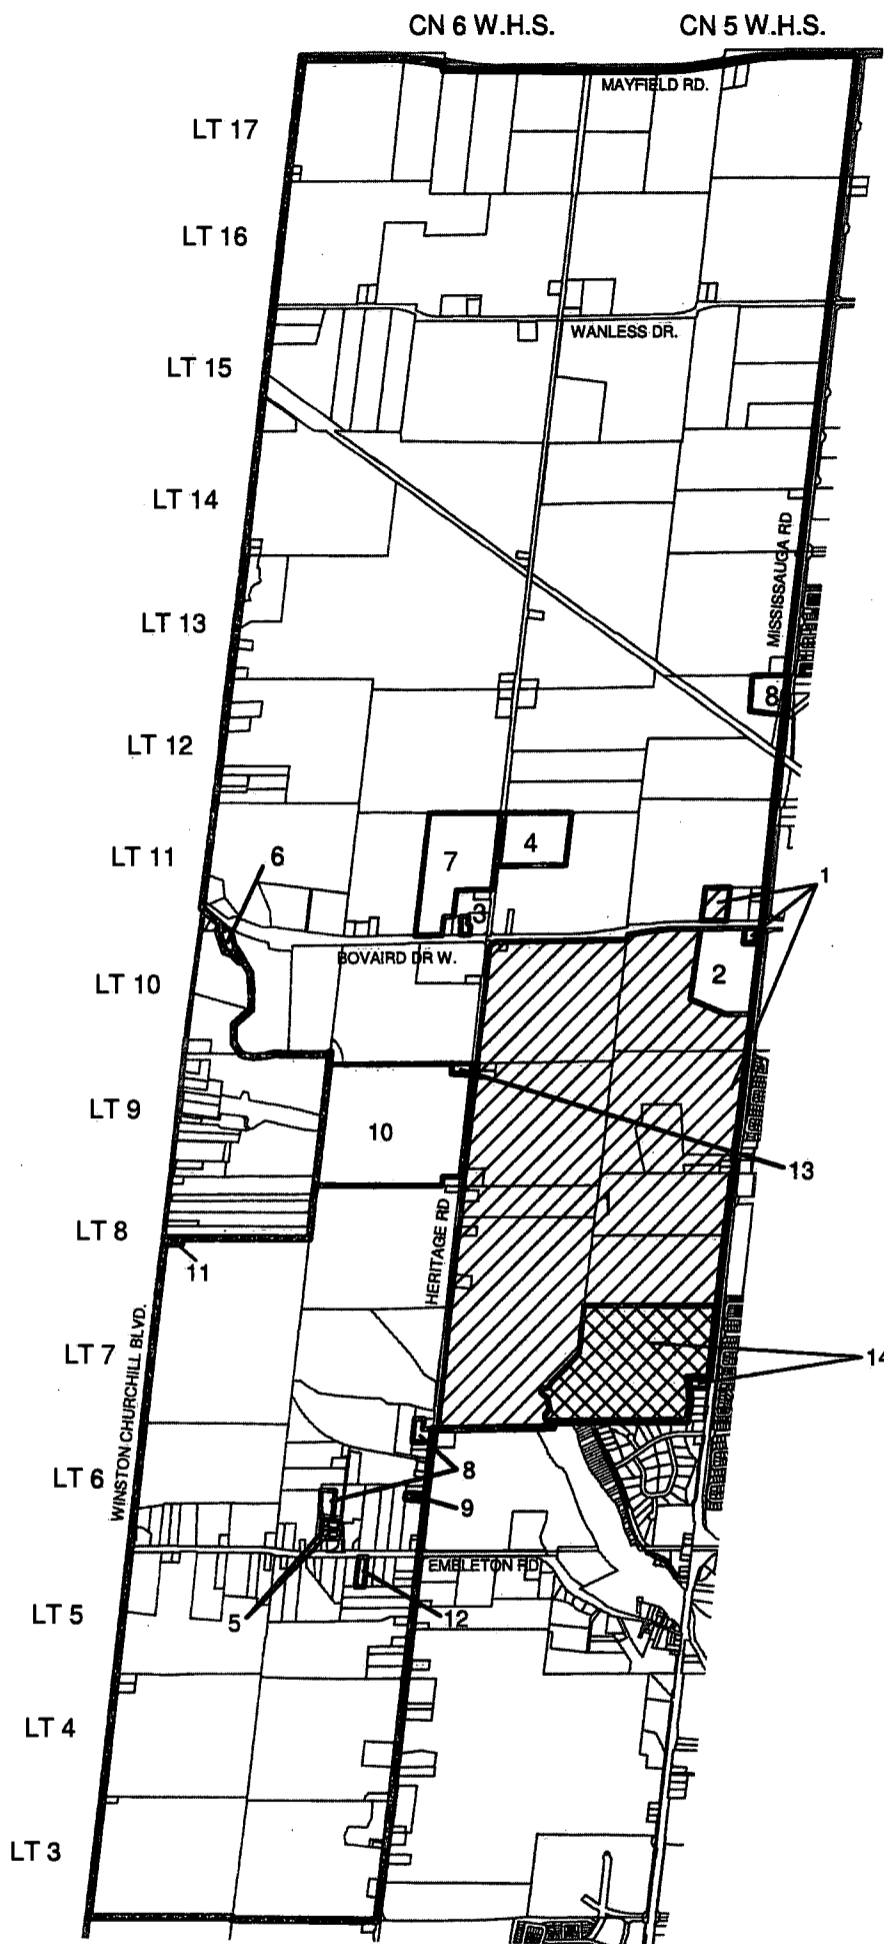 CN 6 W.H.S. CN 5 W.H.S.
MAYFIELD RD.
LT 17
LT 16
WANLESS DR.
LT 15
LT 14
MISSISSAUGA RD
LT 13
8
LT 12
4
LT 11
6
7
1
3
BOVAIRD DR W.
2
LT 10
LT 9
10
13
LT 8
HERITAGE RD
11
WINSTON CHURCHILL BLVD.
LT 7
14
LT 6
8
9
EMBLETON RD
LT 5
5
12
LT 4
LT 3